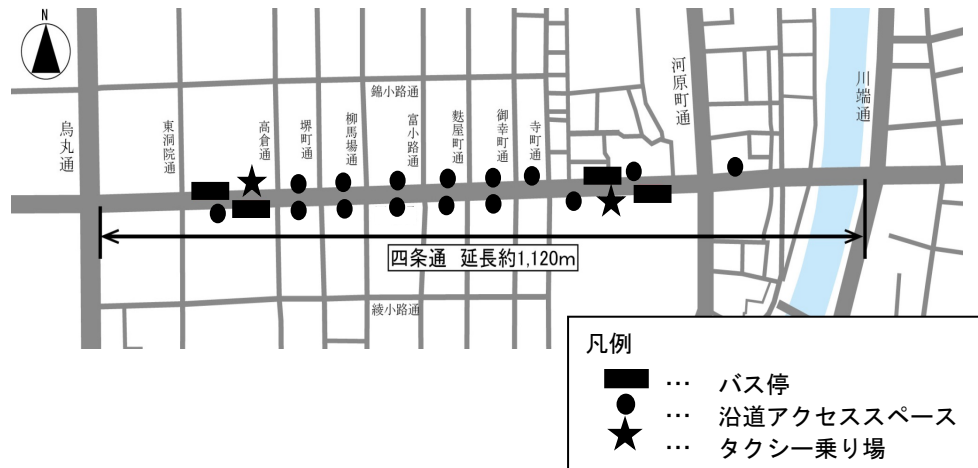 N
錦小路通
烏丸通
東洞院通
高倉通
堺町通
柳馬場通
富小路通
麩屋町通
御幸町通
寺町通
河原町通
川端通
四条通 延長約1,120m
綾小路通
凡例
… バス停
… 沿道アクセススペース
… タクシー乗り場